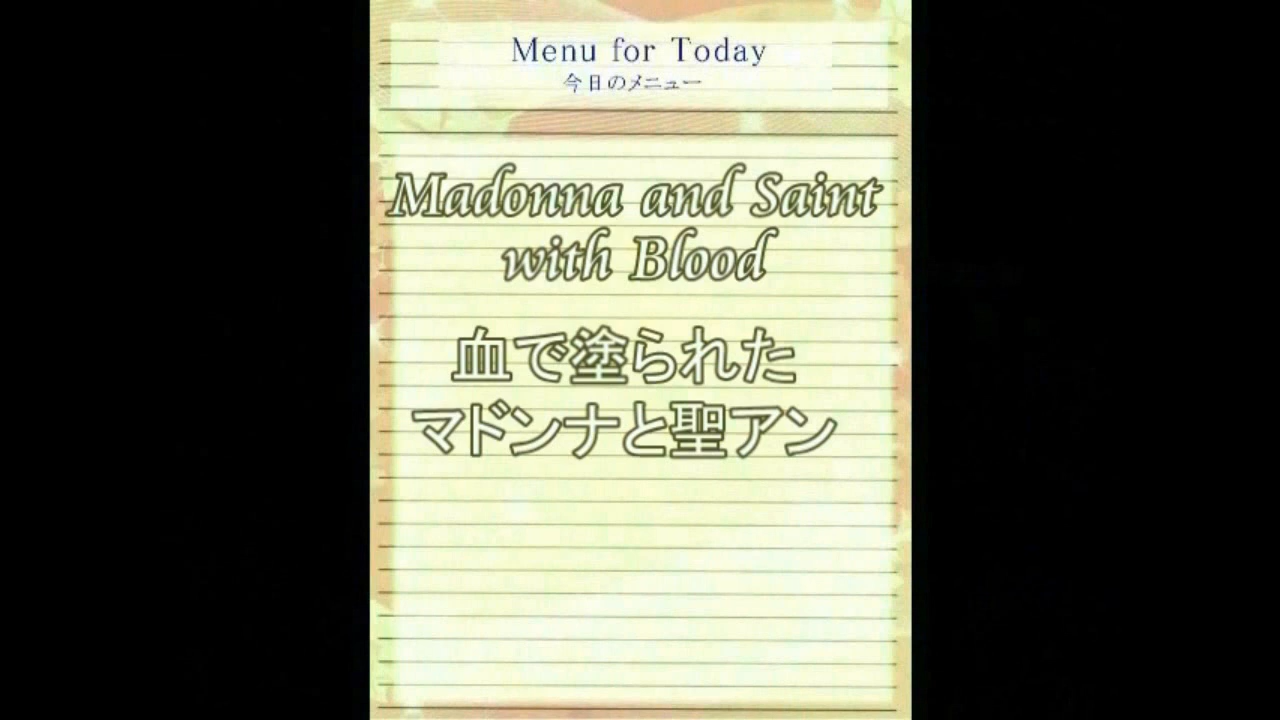 Menu for Today
今日のメニュー
Madonna and Saint
with Blood
血で塗られた
マドンナと聖アン